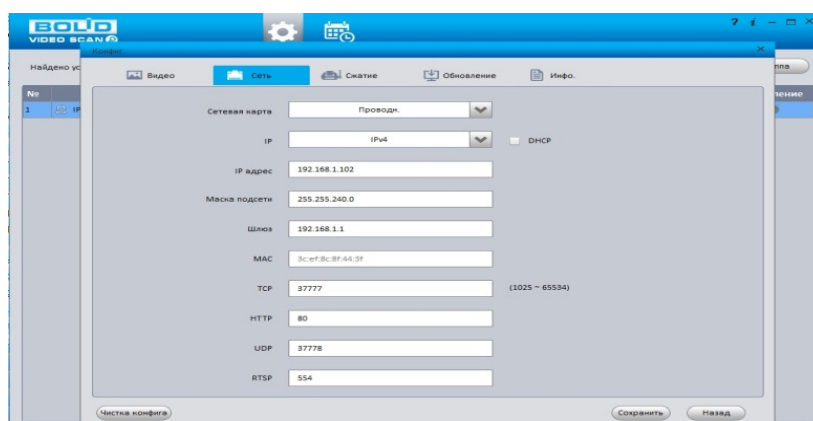 BOLID
VIDEO SCAN
? i
Конфиг
Найдено ус
ппа
Видео Сеть Сжатие Обновление Инфо.
№
ление
1 IP
Сетевая карта Проводн.
IP IPv4 DHCP
IP адрес 192.168.1.102
Маска подсети 255.255.240.0
Шлюз 192.168.1.1
MAC 3c:ef:8c:8f:44:3f
TCP 37777 (1025 ~ 65534)
HTTP 80
UDP 37778
RTSP 554
Чистка конфига Сохранить Назад